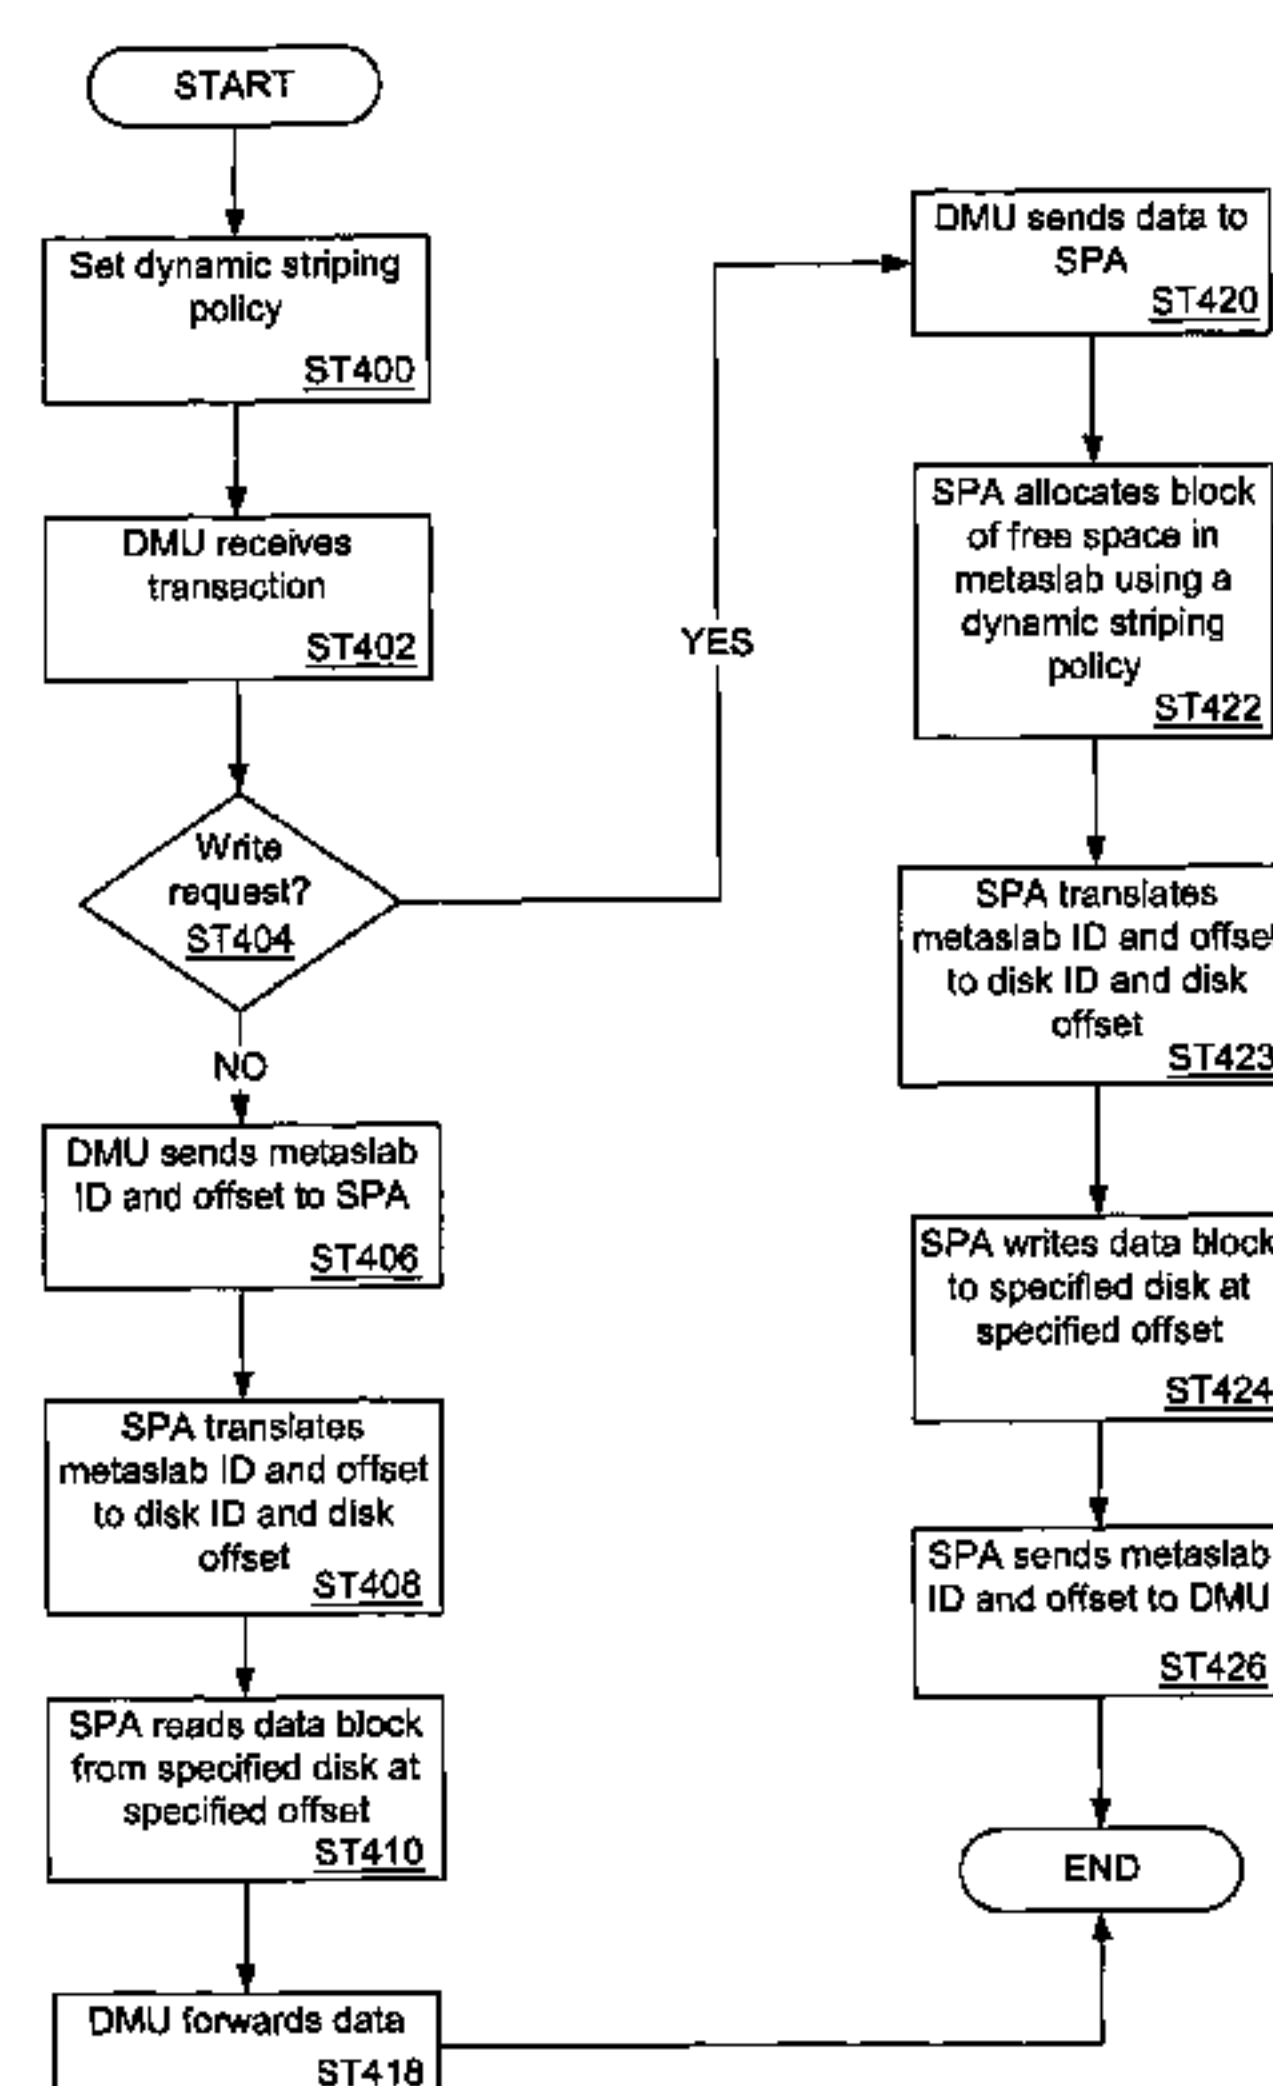 START
Set dynamic striping
policy
ST400
DMU receives
transaction
ST402
Write
request?
ST404
NO
DMU sends metaslab
ID and offset to SPA
ST406
SPA translates
metaslab ID and offset
to disk ID and disk
offset
ST408
SPA reads data block
from specified disk at
specified offset
ST410
DMU forwards data
ST418
YES
DMU sends data to
SPA
ST420
SPA allocates block
of free space in
metaslab using a
dynamic striping
policy
ST422
SPA translates
metaslab ID and offset
to disk ID and disk
offset
ST423
SPA writes data block
to specified disk at
specified offset
ST424
SPA sends metaslab
ID and offset to DMU
ST426
END